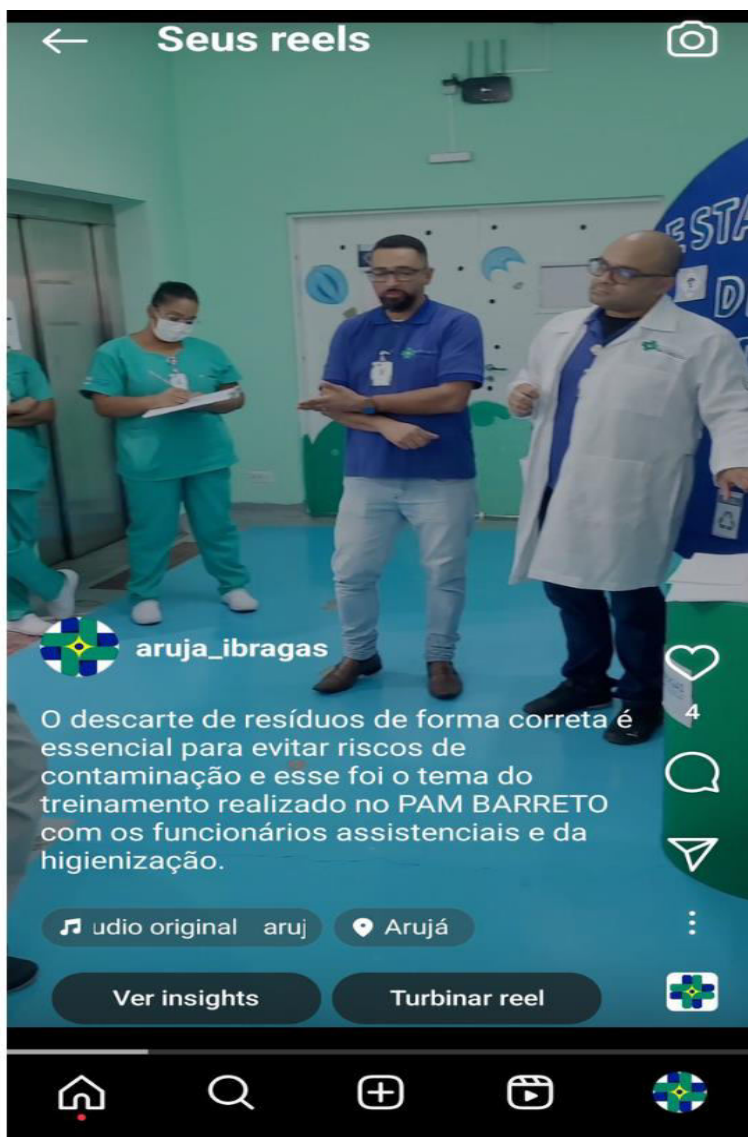 Seus reels
ESTA
D
aruja_ibragas
O descarte de resíduos de forma correta é
essencial para evitar riscos de
contaminação e esse foi o tema do
treinamento realizado no PAM BARRETO
com os funcionários assistenciais e da
higienização.
4
udio original aruj
Arujá
Ver insights
Turbinar reel